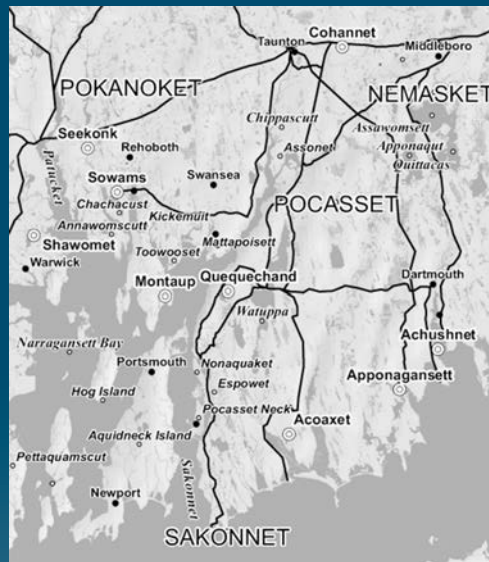 Cohannet
Taunton
Middleboro
POKANOKET
NEMASKET
Chippascutt
Assawomsett
Seekonk
Assonet
Apponaqut
Rehoboth
Quittacas
Patucket
Sowams
Swansea
Chachacust
Kickemuit
POCASSET
Annawomscutt
Shawomet
Mattapoisett
Toowooset
Warwick
Montaup
Quequechand
Dartmouth
Watuppa
Narragansett Bay
Achushnet
Portsmouth
Nonaquaket
Espowet
Apponagansett
Hog Island
Pocasset Neck
Acoaxet
Aquidneck Island
Pettaquamscut
Sakonnet
Newport
SAKONNET